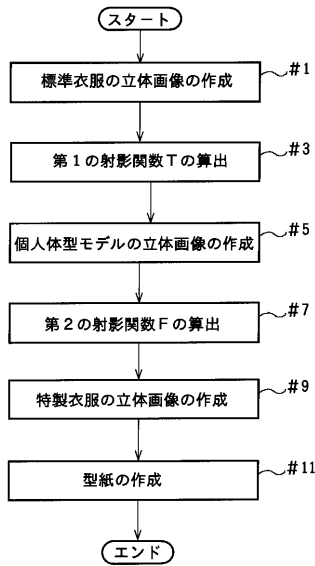 スタート
標準衣服の立体画像の作成
#1
第1の射影関数Tの算出
#3
個人体型モデルの立体画像の作成
#5
第2の射影関数Fの算出
#7
特製衣服の立体画像の作成
#9
型紙の作成
#11
エンド